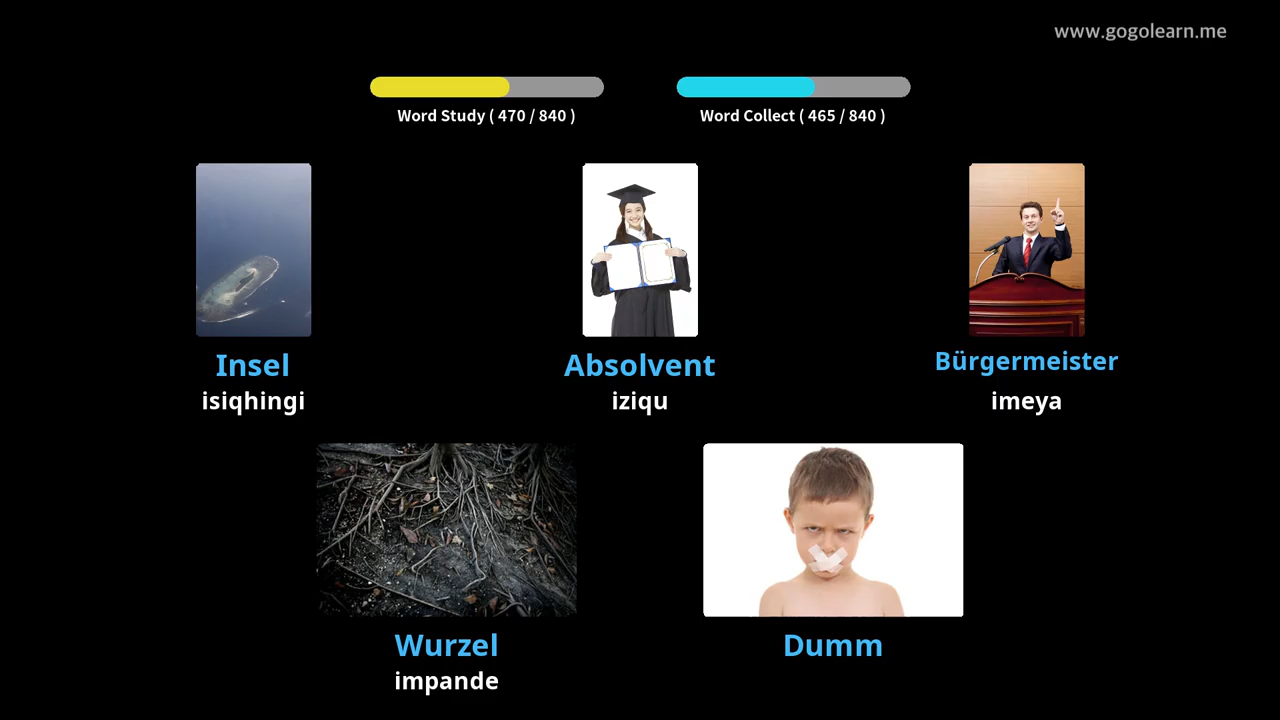 www.gogolearn.me
Word Study ( 470 / 840 )
Word Collect ( 465 / 840 )
Insel
isiqhingi
Absolvent
iziqu
Bürgermeister
imeya
Wurzel
impande
Dumm